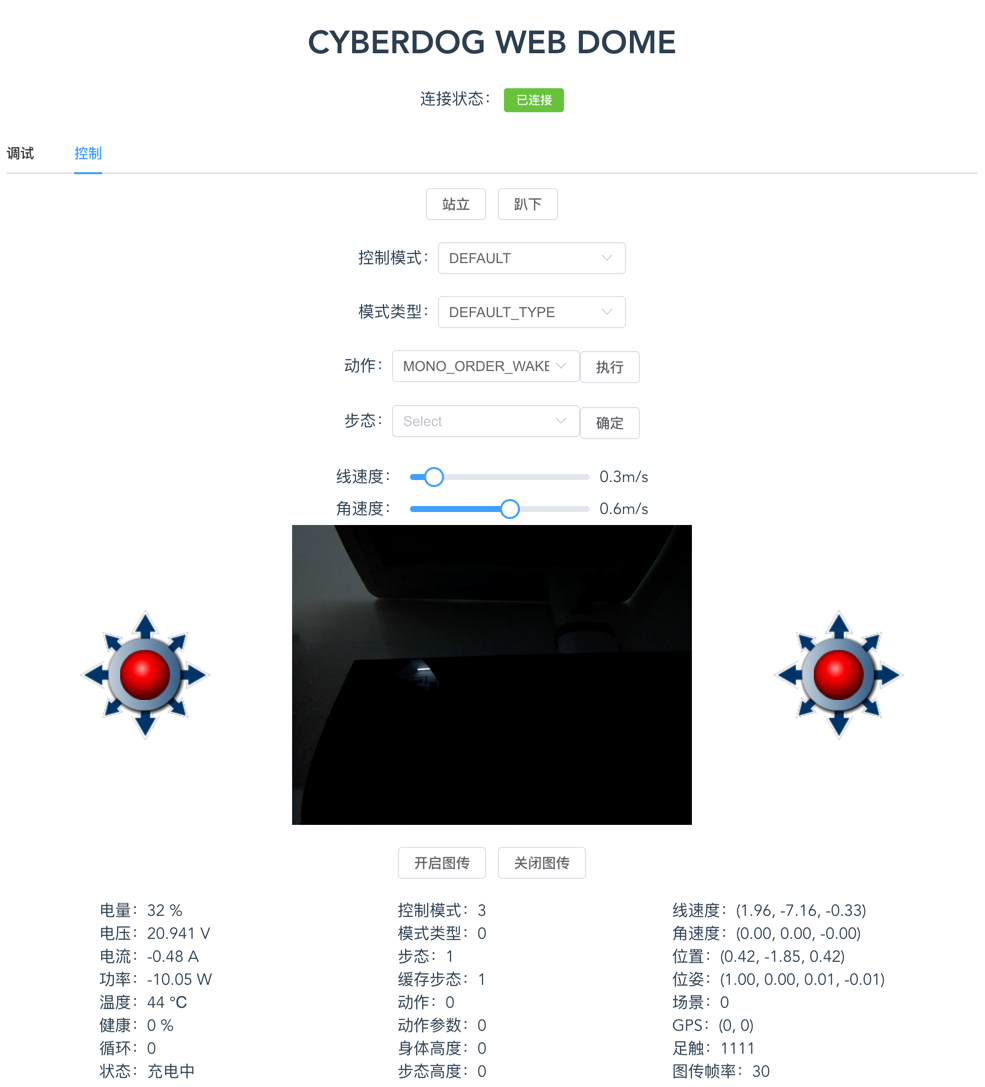 CYBERDOG WEB DOME
连接状态： 已连接
调试 控制
站立 趴下
控制模式： DEFAULT
模式类型： DEFAULT_TYPE
动作： MONO_ORDER_WAKE 执行
步态： Select 确定
线速度： 0.3m/s
角速度： 0.6m/s
开启图传 关闭图传
电量：32 % 控制模式：3 线速度：(1.96, -7.16, -0.33)
电压：20.941 V 模式类型：0 角速度：(0.00, 0.00, -0.00)
电流：-0.48 A 步态：1 位置：(0.42, -1.85, 0.42)
功率：-10.05 W 缓存步态：1 位姿：(1.00, 0.00, 0.01, -0.01)
温度：44 ℃ 动作：0 场景：0
健康：0 % 动作参数：0 GPS：(0, 0)
循环：0 身体高度：0 足触：1111
状态：充电中 步态高度：0 图传帧率：30